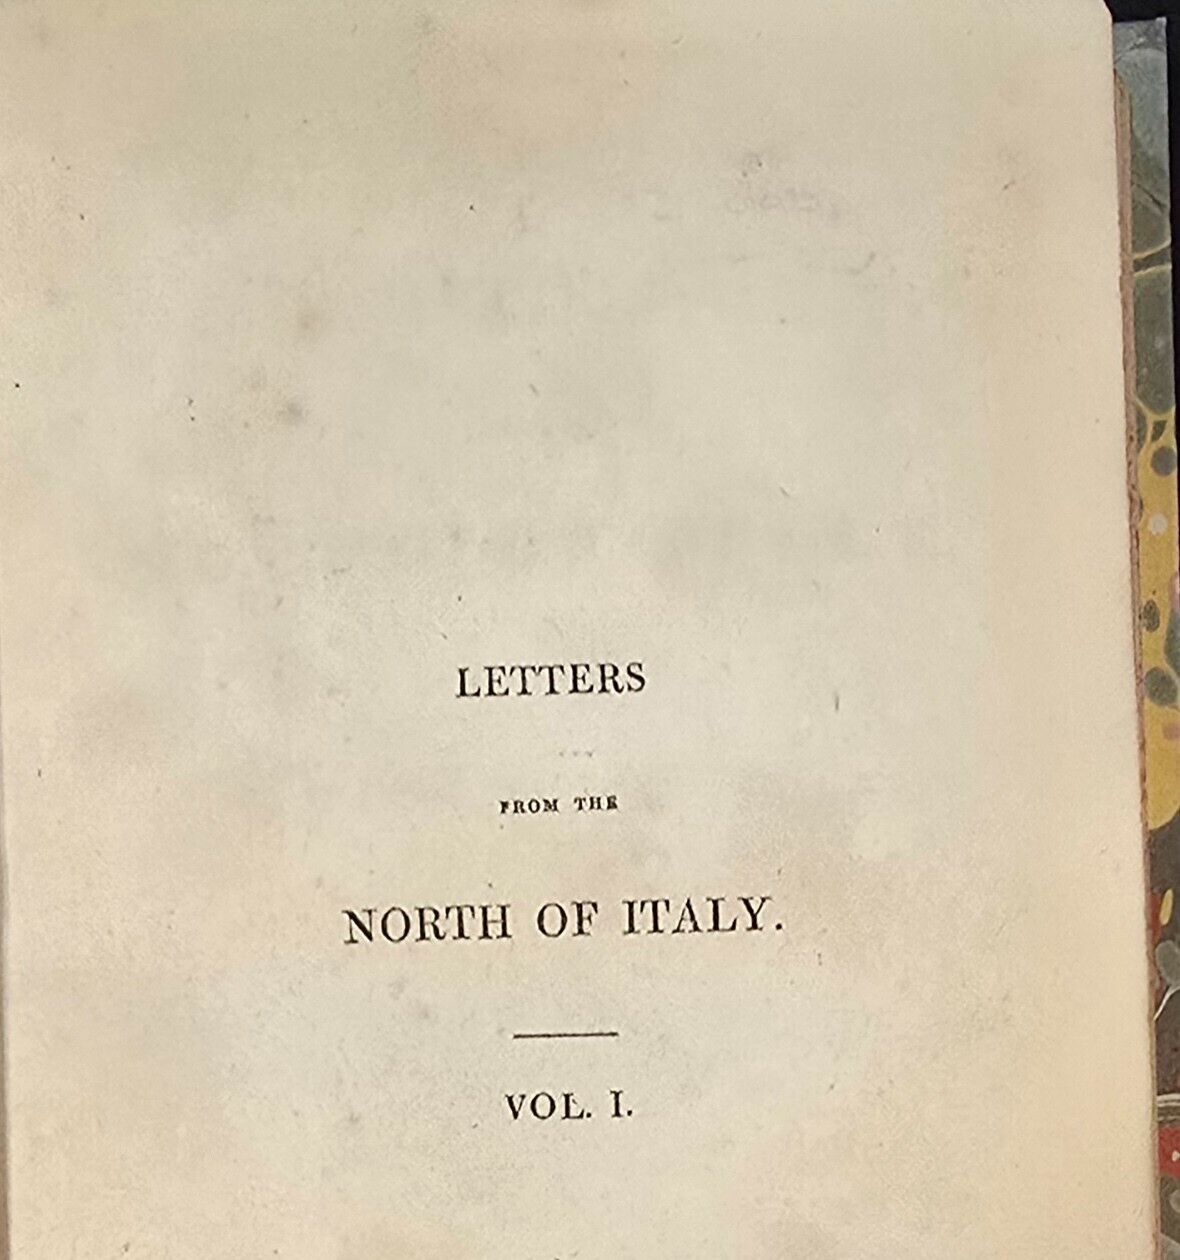 LETTERS
FROM THE
NORTH OF ITALY.
VOL. I.